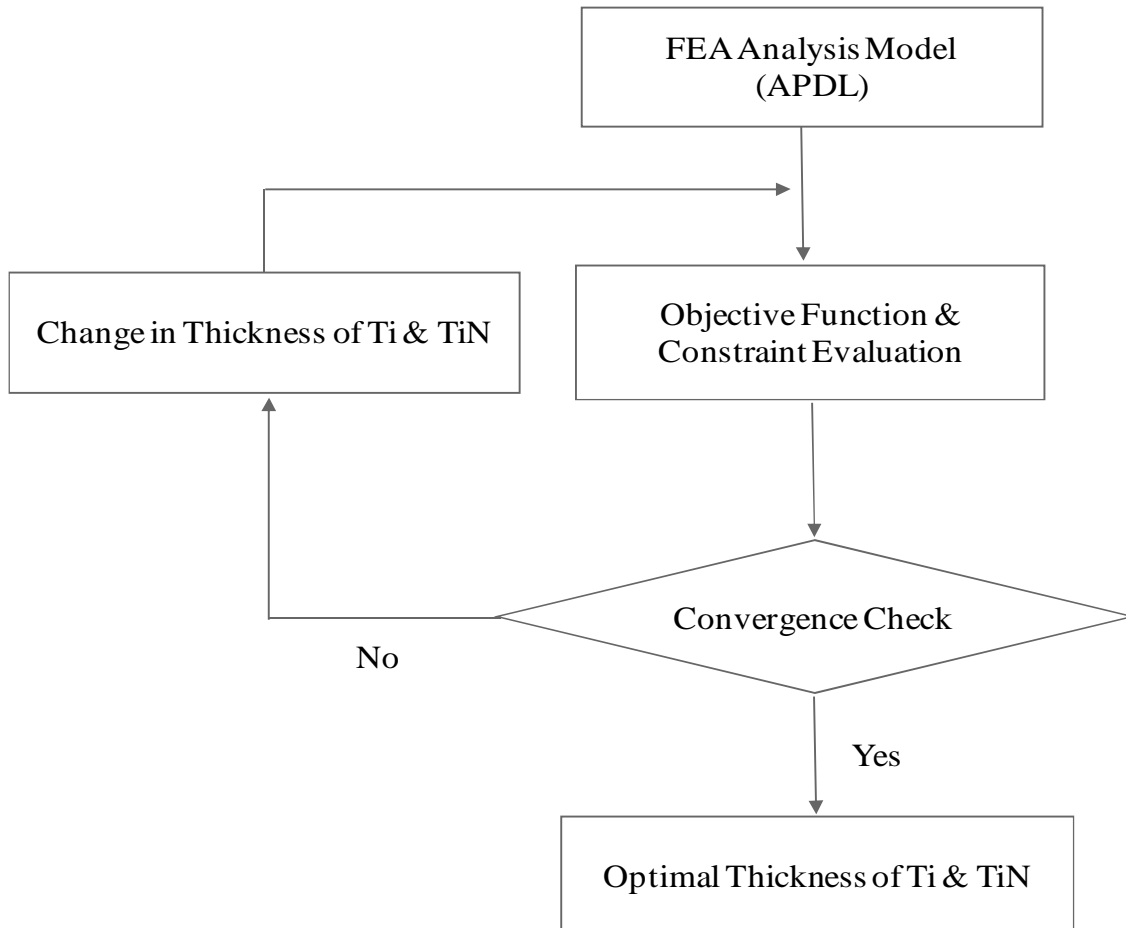 FEA Analysis Model
(APDL)
Change in Thickness of Ti & TiN
Objective Function &
Constraint Evaluation
Convergence Check
No
Yes
Optimal Thickness of Ti & TiN